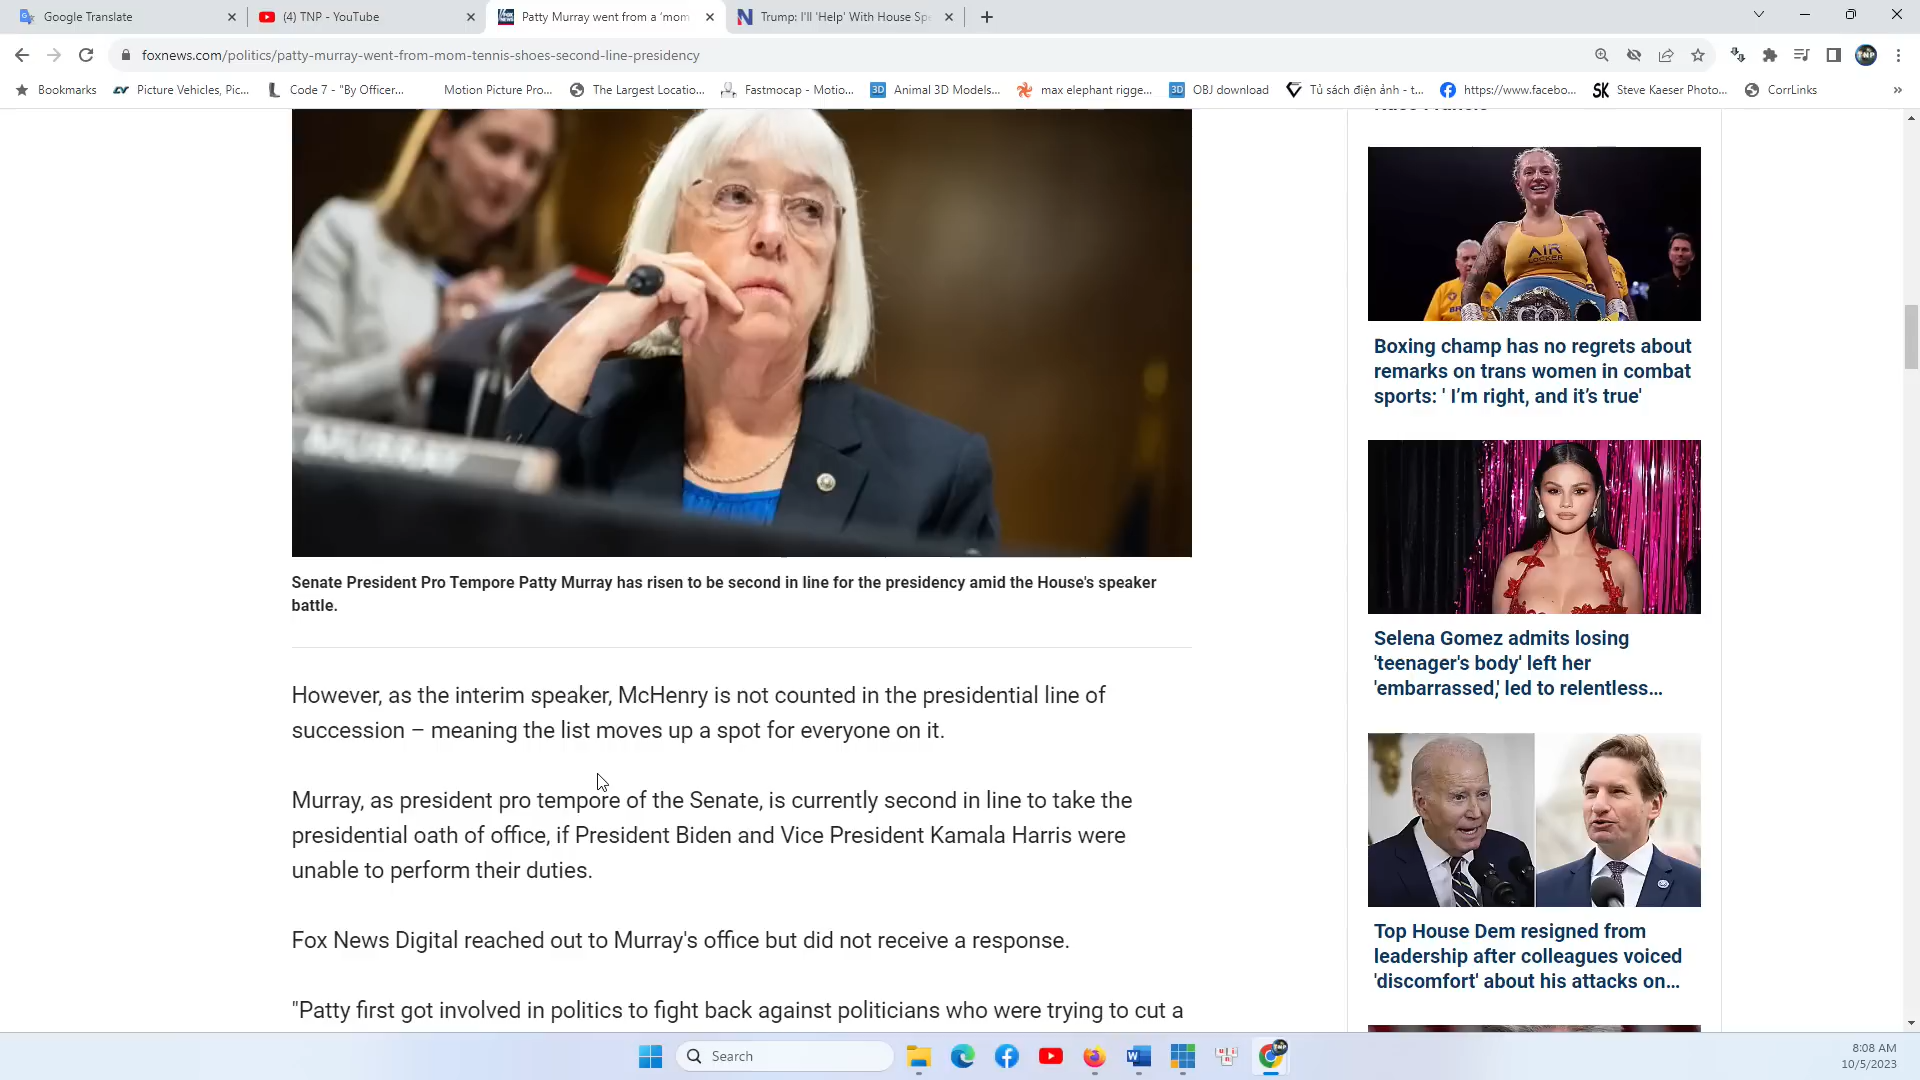 Google Translate
(4) TNP - YouTube
Patty Murray went from a 'mom
Trump: I'll 'Help' With House Spe
foxnews.com/politics/patty-murray-went-from-mom-tennis-shoes-second-line-presidency
Bookmarks
Picture Vehicles, Pic...
Code 7 - "By Officer...
Motion Picture Pro...
The Largest Locatio...
Fastmocap - Motio...
Animal 3D Models...
max elephant rigge...
OBJ download
Tủ sách điện ảnh - t...
https://www.facebo...
Steve Kaeser Photo...
CorrLinks
»
MURRAY
Senate President Pro Tempore Patty Murray has risen to be second in line for the presidency amid the House's speaker
battle.
However, as the interim speaker, McHenry is not counted in the presidential line of
succession – meaning the list moves up a spot for everyone on it.
Murray, as president pro tempore of the Senate, is currently second in line to take the
presidential oath of office, if President Biden and Vice President Kamala Harris were
unable to perform their duties.
Fox News Digital reached out to Murray's office but did not receive a response.
"Patty first got involved in politics to fight back against politicians who were trying to cut a
AIR
LOCKER
Boxing champ has no regrets about
remarks on trans women in combat
sports: ' I'm right, and it's true'
Selena Gomez admits losing
'teenager's body' left her
'embarrassed,' led to relentless...
Top House Dem resigned from
leadership after colleagues voiced
'discomfort' about his attacks on...
Search
8:08 AM
10/5/2023